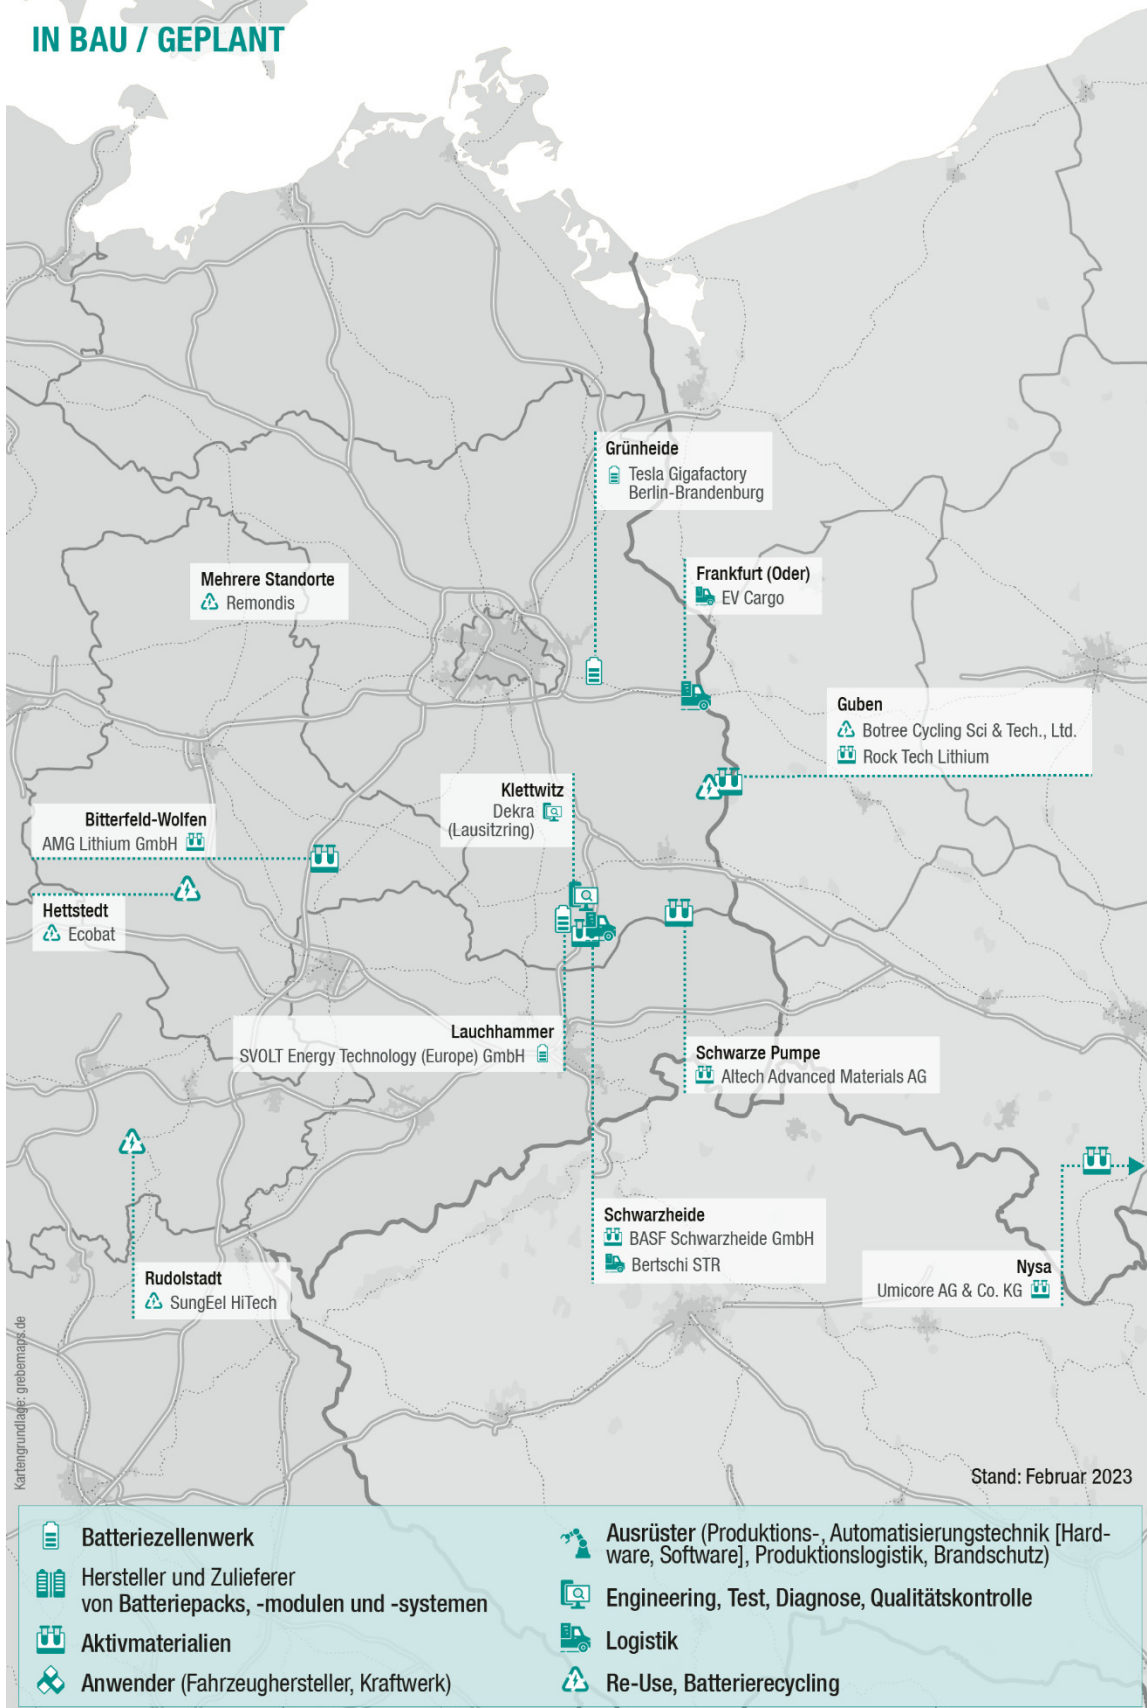 IN BAU / GEPLANT
Grünheide
Tesla Gigafactory
Berlin-Brandenburg
Mehrere Standorte
Remondis
Frankfurt (Oder)
EV Cargo
Guben
Botree Cycling Sci & Tech., Ltd.
Rock Tech Lithium
Klettwitz
Dekra
(Lausitzring)
Bitterfeld-Wolfen
AMG Lithium GmbH
Hettstedt
Ecobat
Lauchhammer
SVOLT Energy Technology (Europe) GmbH
Schwarze Pumpe
Altech Advanced Materials AG
Schwarzheide
BASF Schwarzheide GmbH
Bertschi STR
Nysa
Umicore AG & Co. KG
Rudolstadt
SungEel HiTech
Kartengrundlage: grebemaps.de
Stand: Februar 2023
Batteriezellenwerk
Hersteller und Zulieferer
von Batteriepacks, -modulen und -systemen
Aktivmaterialien
Anwender (Fahrzeughersteller, Kraftwerk)
Ausrüster (Produktions-, Automatisierungstechnik [Hard-
ware, Software], Produktionslogistik, Brandschutz)
Engineering, Test, Diagnose, Qualitätskontrolle
Logistik
Re-Use, Batterierecycling